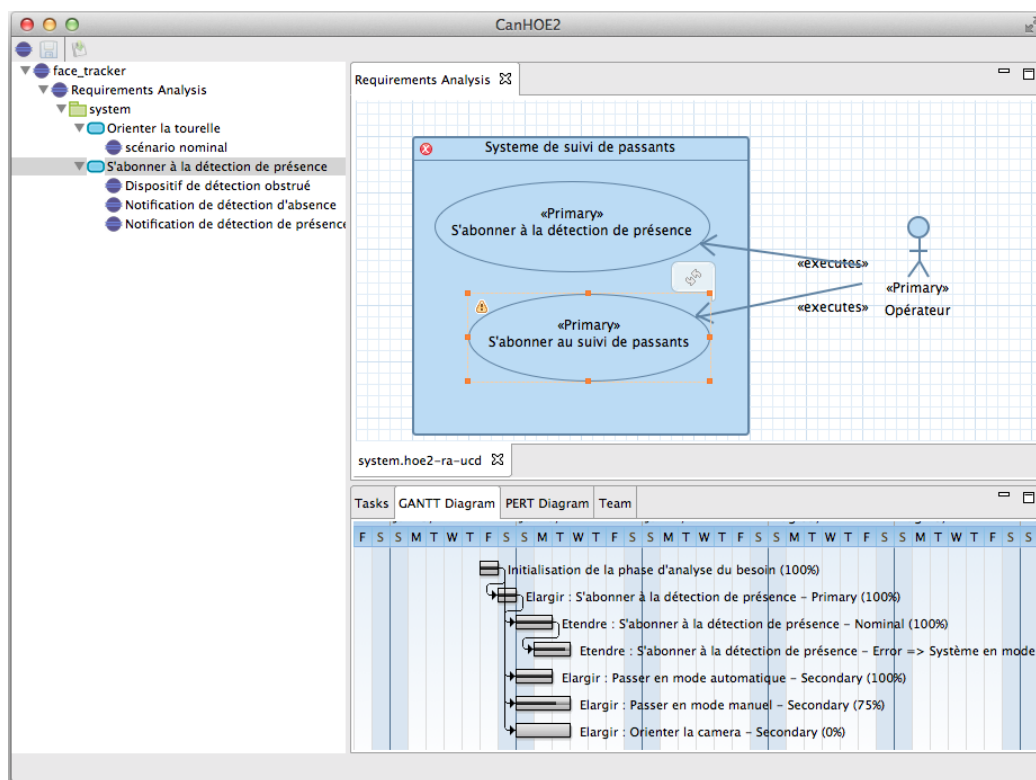 CanHOE2
face_tracker
Requirements Analysis
system
Orienter la tourelle
scénario nominal
S'abonner à la détection de présence
Dispositif de détection obstrué
Notification de détection d'absence
Notification de détection de présence
Requirements Analysis
Systeme de suivi de passants
«Primary»
S'abonner à la détection de présence
«executes»
«Primary»
Opérateur
«executes»
«Primary»
S'abonner au suivi de passants
system.hoe2-ra-ucd
Tasks GANTT Diagram PERT Diagram Team
F S S M T W T F S S M T W T F S S M T W T F S S M T W T F S S M T W T F S S
Initialisation de la phase d'analyse du besoin (100%)
Elargir : S'abonner à la détection de présence – Primary (100%)
Etendre : S'abonner à la détection de présence – Nominal (100%)
Etendre : S'abonner à la détection de présence – Error => Système en mode
Elargir : Passer en mode automatique – Secondary (100%)
Elargir : Passer en mode manuel – Secondary (75%)
Elargir : Orienter la camera – Secondary (0%)